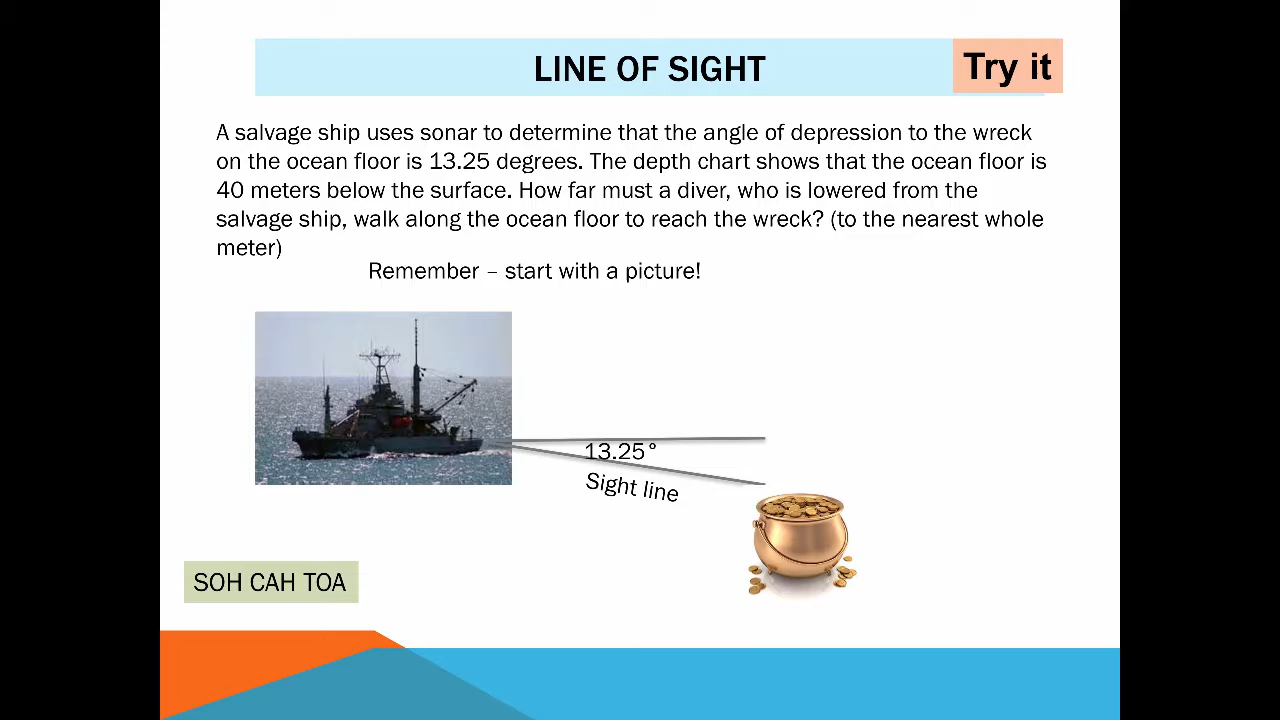 LINE OF SIGHT
Try it
A salvage ship uses sonar to determine that the angle of depression to the wreck
on the ocean floor is 13.25 degrees. The depth chart shows that the ocean floor is
40 meters below the surface. How far must a diver, who is lowered from the
salvage ship, walk along the ocean floor to reach the wreck? (to the nearest whole
meter)
Remember – start with a picture!
13.25°
Sight line
SOH CAH TOA